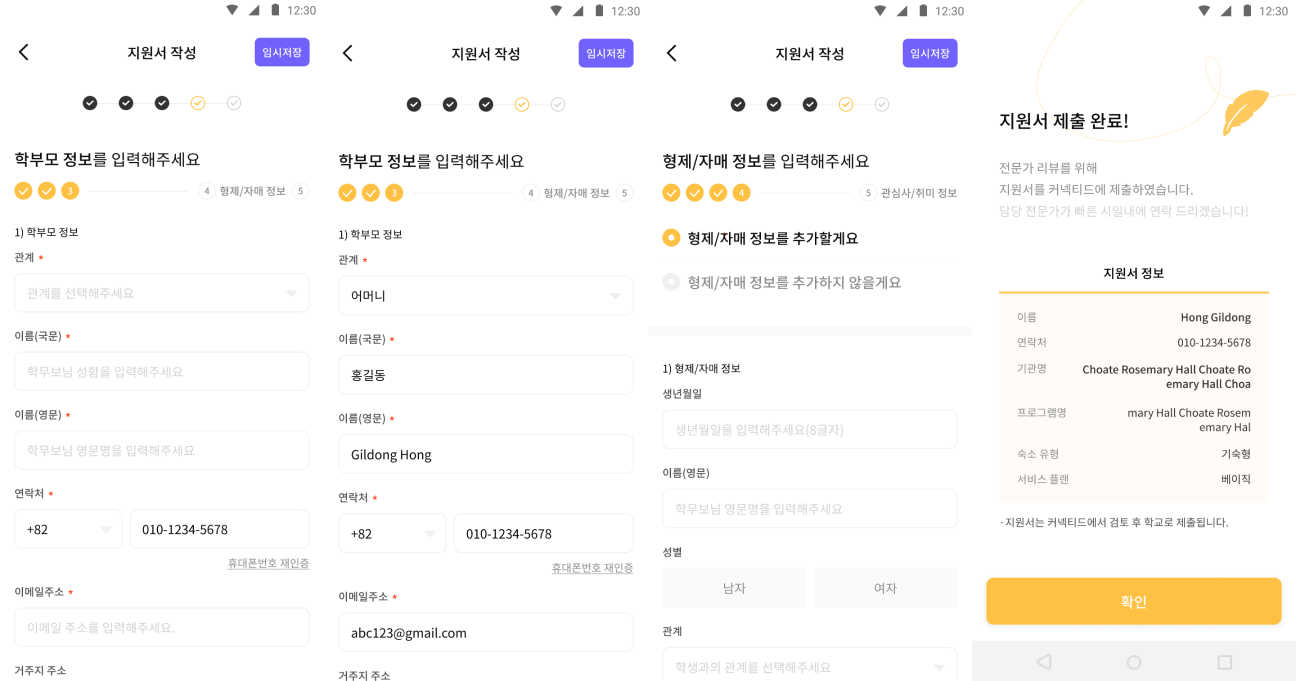 12:30
지원서 작성
임시저장
학부모 정보를 입력해주세요
3
4 형제/자매 정보 5
1) 학부모 정보
관계 *
관계를 선택해주세요
이름(국문) *
학무보님 성함을 입력해주세요
이름(영문) *
학무보님 영문명을 입력해주세요
연락처 *
+82
010-1234-5678
휴대폰번호 재인증
이메일주소 *
이메일 주소를 입력해주세요.
거주지 주소
12:30
지원서 작성
임시저장
학부모 정보를 입력해주세요
3
4 형제/자매 정보 5
1) 학부모 정보
관계 *
어머니
이름(국문) *
홍길동
이름(영문) *
Gildong Hong
연락처 *
+82
010-1234-5678
휴대폰번호 재인증
이메일주소 *
abc123@gmail.com
거주지 주소
12:30
지원서 작성
임시저장
형제/자매 정보를 입력해주세요
4
5 관심사/취미 정보
형제/자매 정보를 추가할게요
형제/자매 정보를 추가하지 않을게요
1) 형제/자매 정보
생년월일
생년월일을 입력해주세요(8글자)
이름(영문)
학무보님 영문명을 입력해주세요
성별
남자
여자
관계
학생과의 관계를 선택해주세요
12:30
지원서 제출 완료!
전문가 리뷰를 위해
지원서를 커넥티드에 제출하였습니다.
담당 전문가가 빠른 시일내에 연락 드리겠습니다!
지원서 정보
이름 Hong Gildong
연락처 010-1234-5678
기관명 Choate Rosemary Hall Choate Ro
emary Hall Choa
프로그램명 mary Hall Choate Rosem
emary Hal
숙소 유형 기숙형
서비스 플랜 베이직
·지원서는 커넥티드에서 검토 후 학교로 제출됩니다.
확인